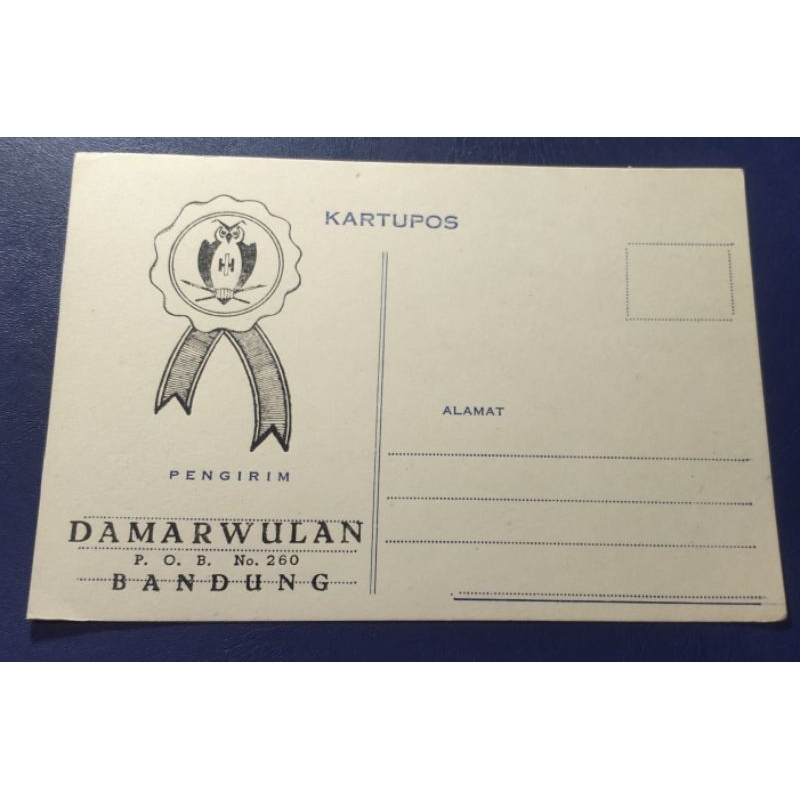 KARTUPOS
PENGIRIM
DAMARWULAN
P. O. B. No. 260
BANDUNG
ALAMAT